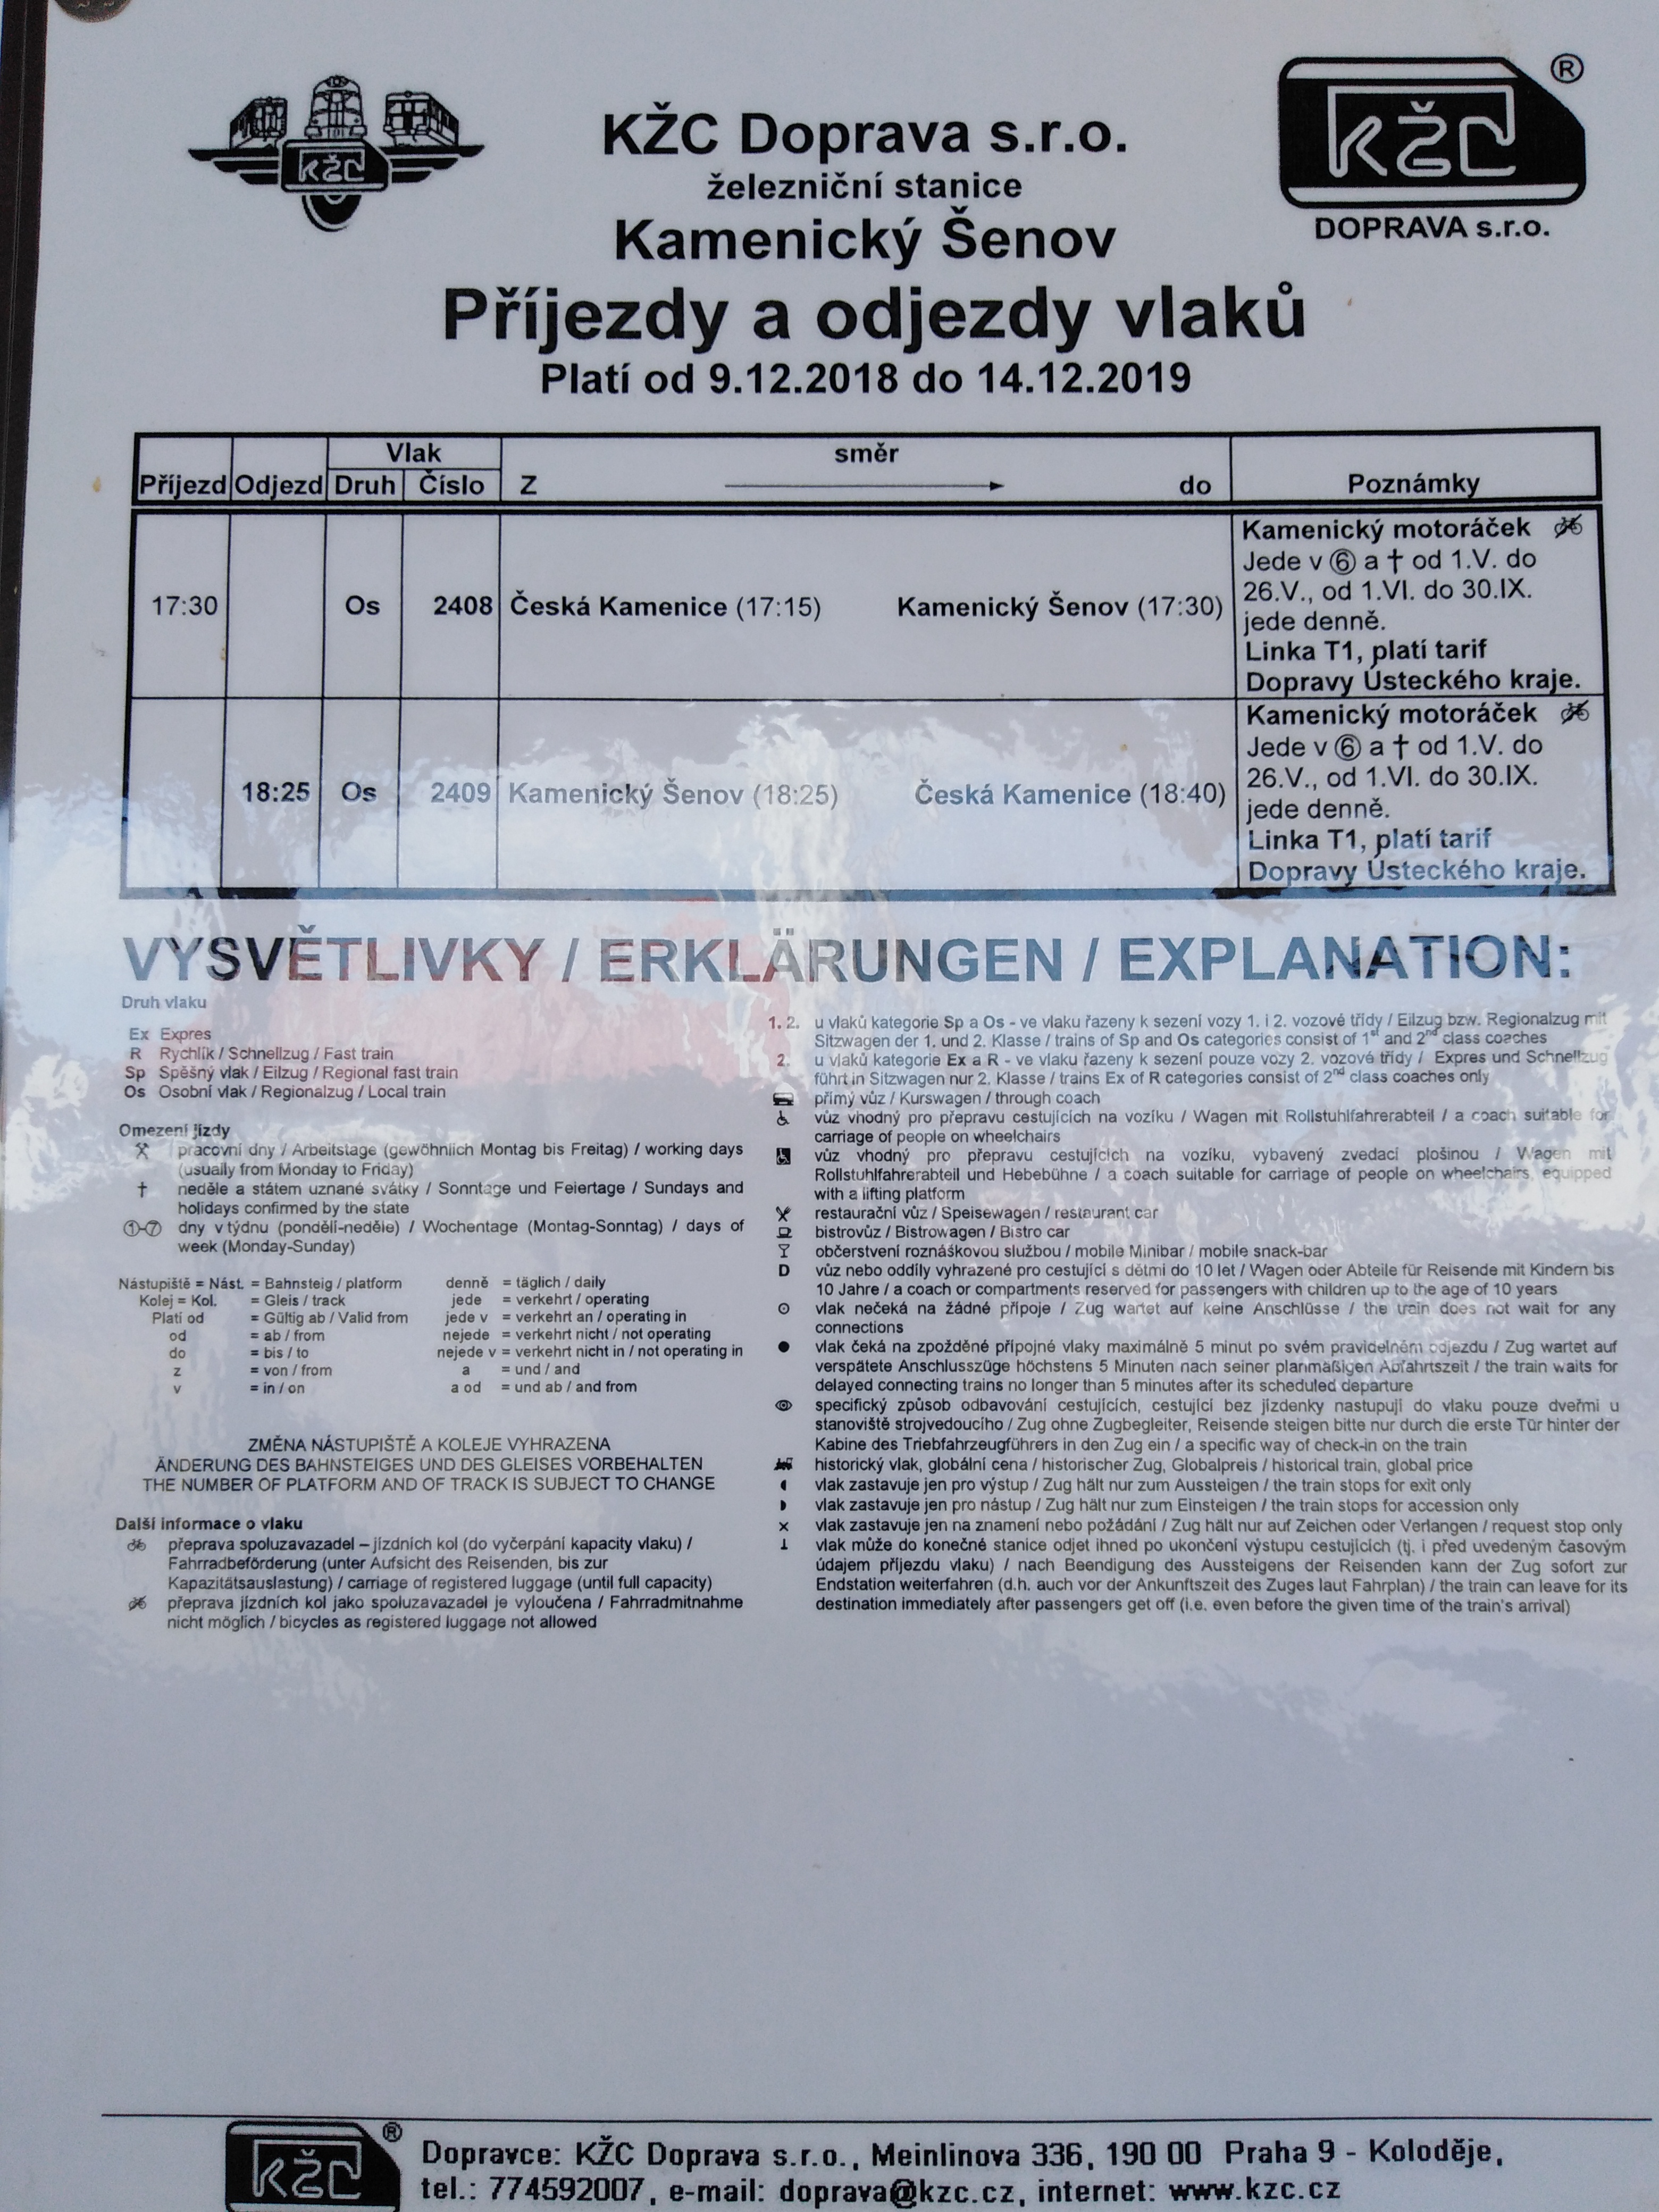 KŽC Doprava s.r.o.
železniční stanice
Kamenický Šenov
Příjezdy a odjezdy vlaků
Platí od 9.12.2018 do 14.12.2019
KŽC
KŽC ®
DOPRAVA s.r.o.
Vlak směr
Příjezd Odjezd Druh Číslo Z do Poznámky
17:30 Os 2408 Česká Kamenice (17:15) Kamenický Šenov (17:30)
Kamenický motoráček
Jede v ⑥ a † od 1.V. do
26.V., od 1.VI. do 30.IX.
jede denně.
Linka T1, platí tarif
Dopravy Ústeckého kraje.
18:25 Os 2409 Kamenický Šenov (18:25) Česká Kamenice (18:40)
Kamenický motoráček
Jede v ⑥ a † od 1.V. do
26.V., od 1.VI. do 30.IX.
jede denně.
Linka T1, platí tarif
Dopravy Ústeckého kraje.
VYSVĚTLIVKY / ERKLÄRUNGEN / EXPLANATION:
Druh vlaku
Ex Expres
R Rychlík / Schnellzug / Fast train
Sp Spěšný vlak / Eilzug / Regional fast train
Os Osobní vlak / Regionalzug / Local train
Omezení jízdy
⚒ pracovní dny / Arbeitstage (gewöhnlich Montag bis Freitag) / working days
(usually from Monday to Friday)
† neděle a státem uznané svátky / Sonntage und Feiertage / Sundays and
holidays confirmed by the state
①-⑦ dny v týdnu (pondělí-neděle) / Wochentage (Montag-Sonntag) / days of
week (Monday-Sunday)
Nástupiště = Nást. = Bahnsteig / platform denně = täglich / daily
Kolej = Kol. = Gleis / track jede = verkehrt / operating
Platí od = Gültig ab / Valid from jede v = verkehrt an / operating in
od = ab / from nejede = verkehrt nicht / not operating
do = bis / to nejede v = verkehrt nicht in / not operating in
z = von / from a = und / and
v = in / on a od = und ab / and from
ZMĚNA NÁSTUPIŠTĚ A KOLEJE VYHRAZENA
ÄNDERUNG DES BAHNSTEIGES UND DES GLEISES VORBEHALTEN
THE NUMBER OF PLATFORM AND OF TRACK IS SUBJECT TO CHANGE
Další informace o vlaku
přeprava spoluzavazadel – jízdních kol (do vyčerpání kapacity vlaku) /
Fahrradbeförderung (unter Aufsicht des Reisenden, bis zur
Kapazitätsauslastung) / carriage of registered luggage (until full capacity)
přeprava jízdních kol jako spoluzavazadel je vyloučena / Fahrradmitnahme
nicht möglich / bicycles as registered luggage not allowed
1. 2. u vlaků kategorie Sp a Os - ve vlaku řazeny k sezení vozy 1. i 2. vozové třídy / Eilzug bzw. Regionalzug mit
Sitzwagen der 1. und 2. Klasse / trains of Sp and Os categories consist of 1st and 2nd class coaches
2. u vlaků kategorie Ex a R - ve vlaku řazeny k sezení pouze vozy 2. vozové třídy / Expres und Schnellzug
führt in Sitzwagen nur 2. Klasse / trains Ex of R categories consist of 2nd class coaches only
přímý vůz / Kurswagen / through coach
vůz vhodný pro přepravu cestujících na vozíku / Wagen mit Rollstuhlfahrerabteil / a coach suitable for
carriage of people on wheelchairs
vůz vhodný pro přepravu cestujících na vozíku, vybavený zvedací plošinou / Wagen mit
Rollstuhlfahrerabteil und Hebebühne / a coach suitable for carriage of people on wheelchairs, equipped
with a lifting platform
restaurační vůz / Speisewagen / restaurant car
bistrovůz / Bistrowagen / Bistro car
občerstvení roznáškovou službou / mobile Minibar / mobile snack-bar
D vůz nebo oddíly vyhrazené pro cestující s dětmi do 10 let / Wagen oder Abteile für Reisende mit Kindern bis
10 Jahre / a coach or compartments reserved for passengers with children up to the age of 10 years
vlak nečeká na žádné přípoje / Zug wartet auf keine Anschlüsse / the train does not wait for any
connections
● vlak čeká na zpožděné přípojné vlaky maximálně 5 minut po svém pravidelném odjezdu / Zug wartet auf
verspätete Anschlusszüge höchstens 5 Minuten nach seiner planmäßigen Abfahrtszeit / the train waits for
delayed connecting trains no longer than 5 minutes after its scheduled departure
specifický způsob odbavování cestujících, cestující bez jízdenky nastupují do vlaku pouze dveřmi u
stanoviště strojvedoucího / Zug ohne Zugbegleiter, Reisende steigen bitte nur durch die erste Tür hinter der
Kabine des Triebfahrzeugführers in den Zug ein / a specific way of check-in on the train
historický vlak, globální cena / historischer Zug, Globalpreis / historical train, global price
vlak zastavuje jen pro výstup / Zug hält nur zum Aussteigen / the train stops for exit only
vlak zastavuje jen pro nástup / Zug hält nur zum Einsteigen / the train stops for accession only
x vlak zastavuje jen na znamení nebo požádání / Zug hält nur auf Zeichen oder Verlangen / request stop only
vlak může do konečné stanice odjet ihned po ukončení výstupu cestujících (tj. i před uvedeným časovým
údajem příjezdu vlaku) / nach Beendigung des Aussteigens der Reisenden kann der Zug sofort zur
Endstation weiterfahren (d.h. auch vor der Ankunftszeit des Zuges laut Fahrplan) / the train can leave for its
destination immediately after passengers get off (i.e. even before the given time of the train's arrival)
KŽC ®
Dopravce: KŽC Doprava s.r.o., Meinlinova 336, 190 00 Praha 9 - Koloděje,
tel.: 774592007, e-mail: doprava@kzc.cz, internet: www.kzc.cz